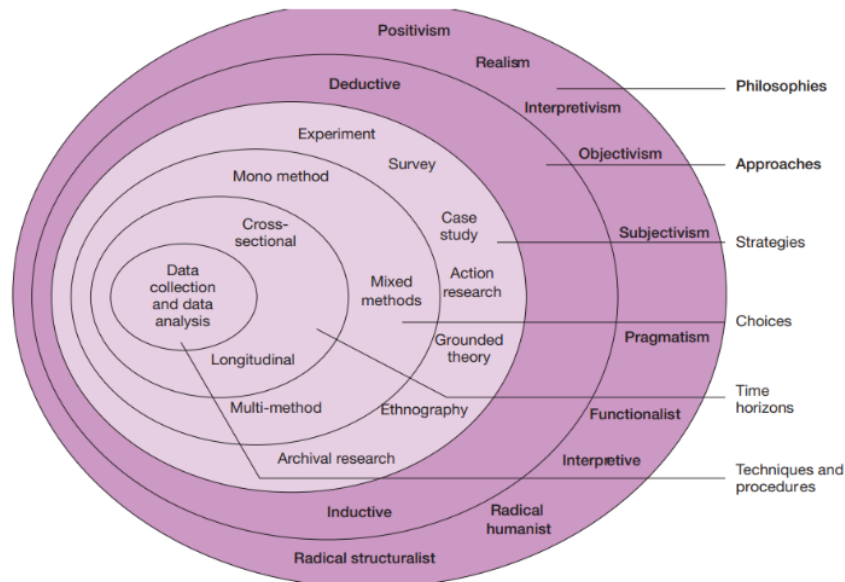 Positivism
Realism
Deductive
Philosophies
Interpretivism
Experiment
Objectivism
Survey
Approaches
Mono method
Case
study
Cross-
sectional
Subjectivism
Strategies
Data
collection
and data
analysis
Mixed
methods
Action
research
Choices
Pragmatism
Grounded
theory
Longitudinal
Time
horizons
Multi-method
Ethnography
Functionalist
Archival research
Interpretive
Techniques and
procedures
Inductive
Radical
humanist
Radical structuralist